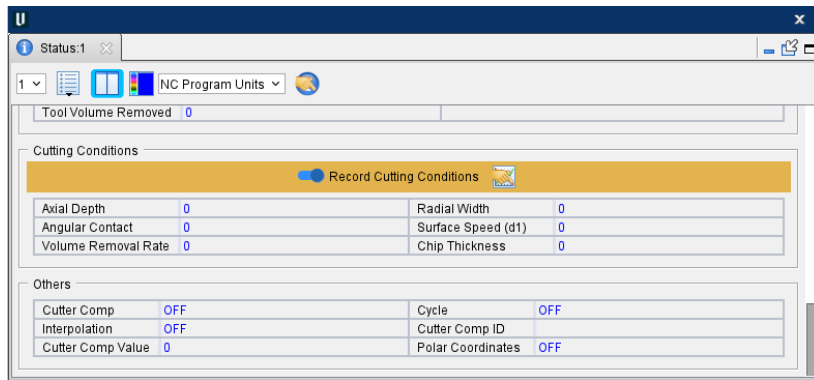 Status:1
1 NC Program Units
Tool Volume Removed 0
Cutting Conditions
Record Cutting Conditions
Axial Depth 0 Radial Width 0
Angular Contact 0 Surface Speed (d1) 0
Volume Removal Rate 0 Chip Thickness 0
Others
Cutter Comp OFF Cycle OFF
Interpolation OFF Cutter Comp ID
Cutter Comp Value 0 Polar Coordinates OFF